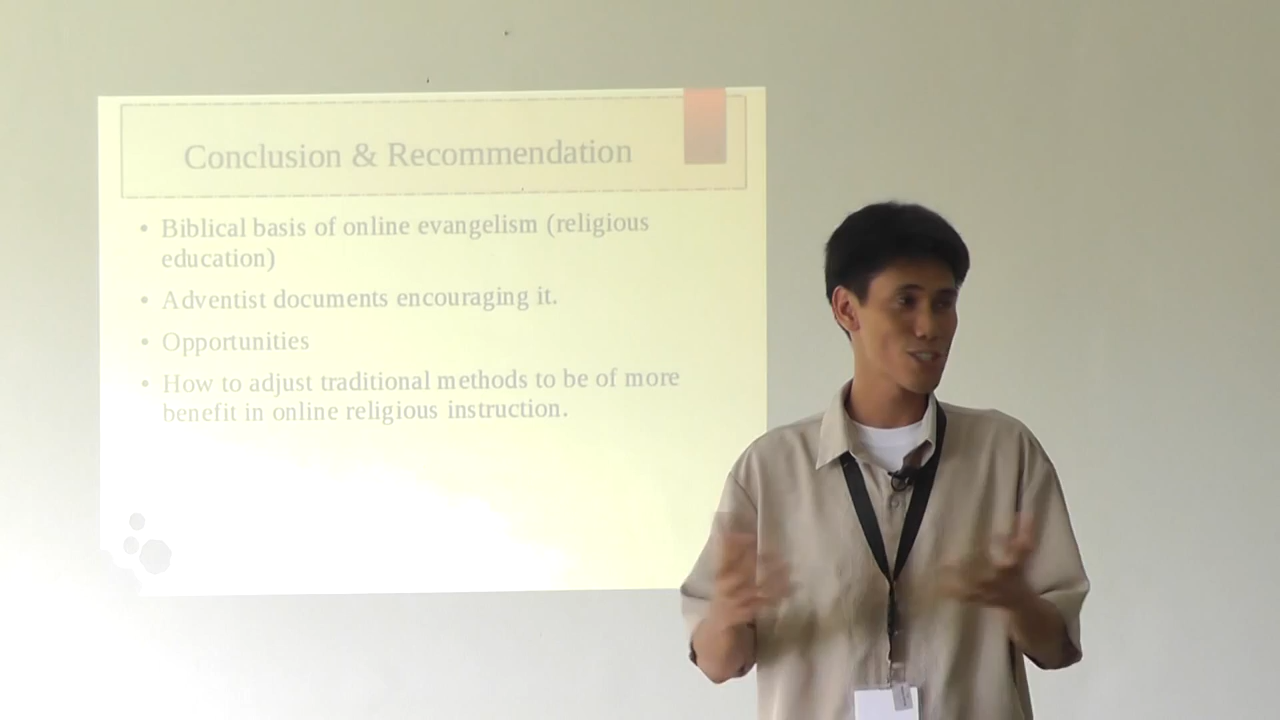 Conclusion & Recommendation
• Biblical basis of online evangelism (religious
education)
• Adventist documents encouraging it.
• Opportunities
• How to adjust traditional methods to be of more
benefit in online religious instruction.